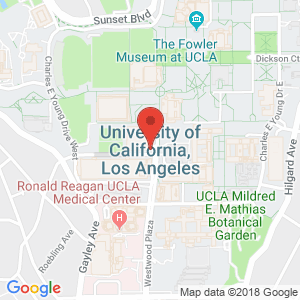 Sunset Blvd
The Fowler
Museum at UCLA
Dickson Ct
Charles E Young Drive West
Charles E Young Dr E
Hilgard Ave
University of
California,
Los Angeles
Ronald Reagan UCLA
Medical Center
H
UCLA Mildred
E. Mathias
Botanical
Garden
Gayley Ave
Roebling Ave
Westwood Plaza
Google
Map data ©2018 Google